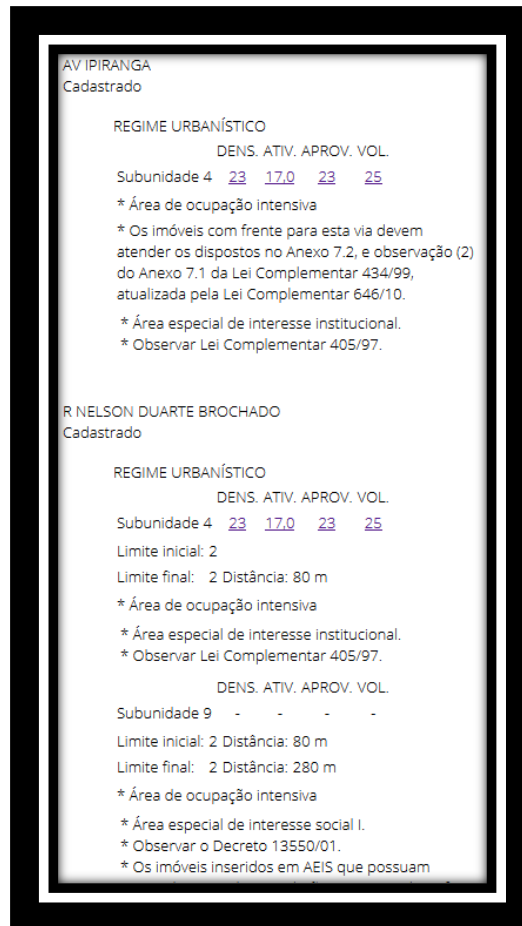 AV IPIRANGA
Cadastrado
REGIME URBANÍSTICO
DENS. ATIV. APROV. VOL.
Subunidade 4 23 17,0 23 25
* Área de ocupação intensiva
* Os imóveis com frente para esta via devem
atender os dispostos no Anexo 7.2, e observação (2)
do Anexo 7.1 da Lei Complementar 434/99,
atualizada pela Lei Complementar 646/10.
* Área especial de interesse institucional.
* Observar Lei Complementar 405/97.
R NELSON DUARTE BROCHADO
Cadastrado
REGIME URBANÍSTICO
DENS. ATIV. APROV. VOL.
Subunidade 4 23 17,0 23 25
Limite inicial: 2
Limite final: 2 Distância: 80 m
* Área de ocupação intensiva
* Área especial de interesse institucional.
* Observar Lei Complementar 405/97.
DENS. ATIV. APROV. VOL.
Subunidade 9 - - - -
Limite inicial: 2 Distância: 80 m
Limite final: 2 Distância: 280 m
* Área de ocupação intensiva
* Área especial de interesse social I.
* Observar o Decreto 13550/01.
* Os imóveis inseridos em AEIS que possuam